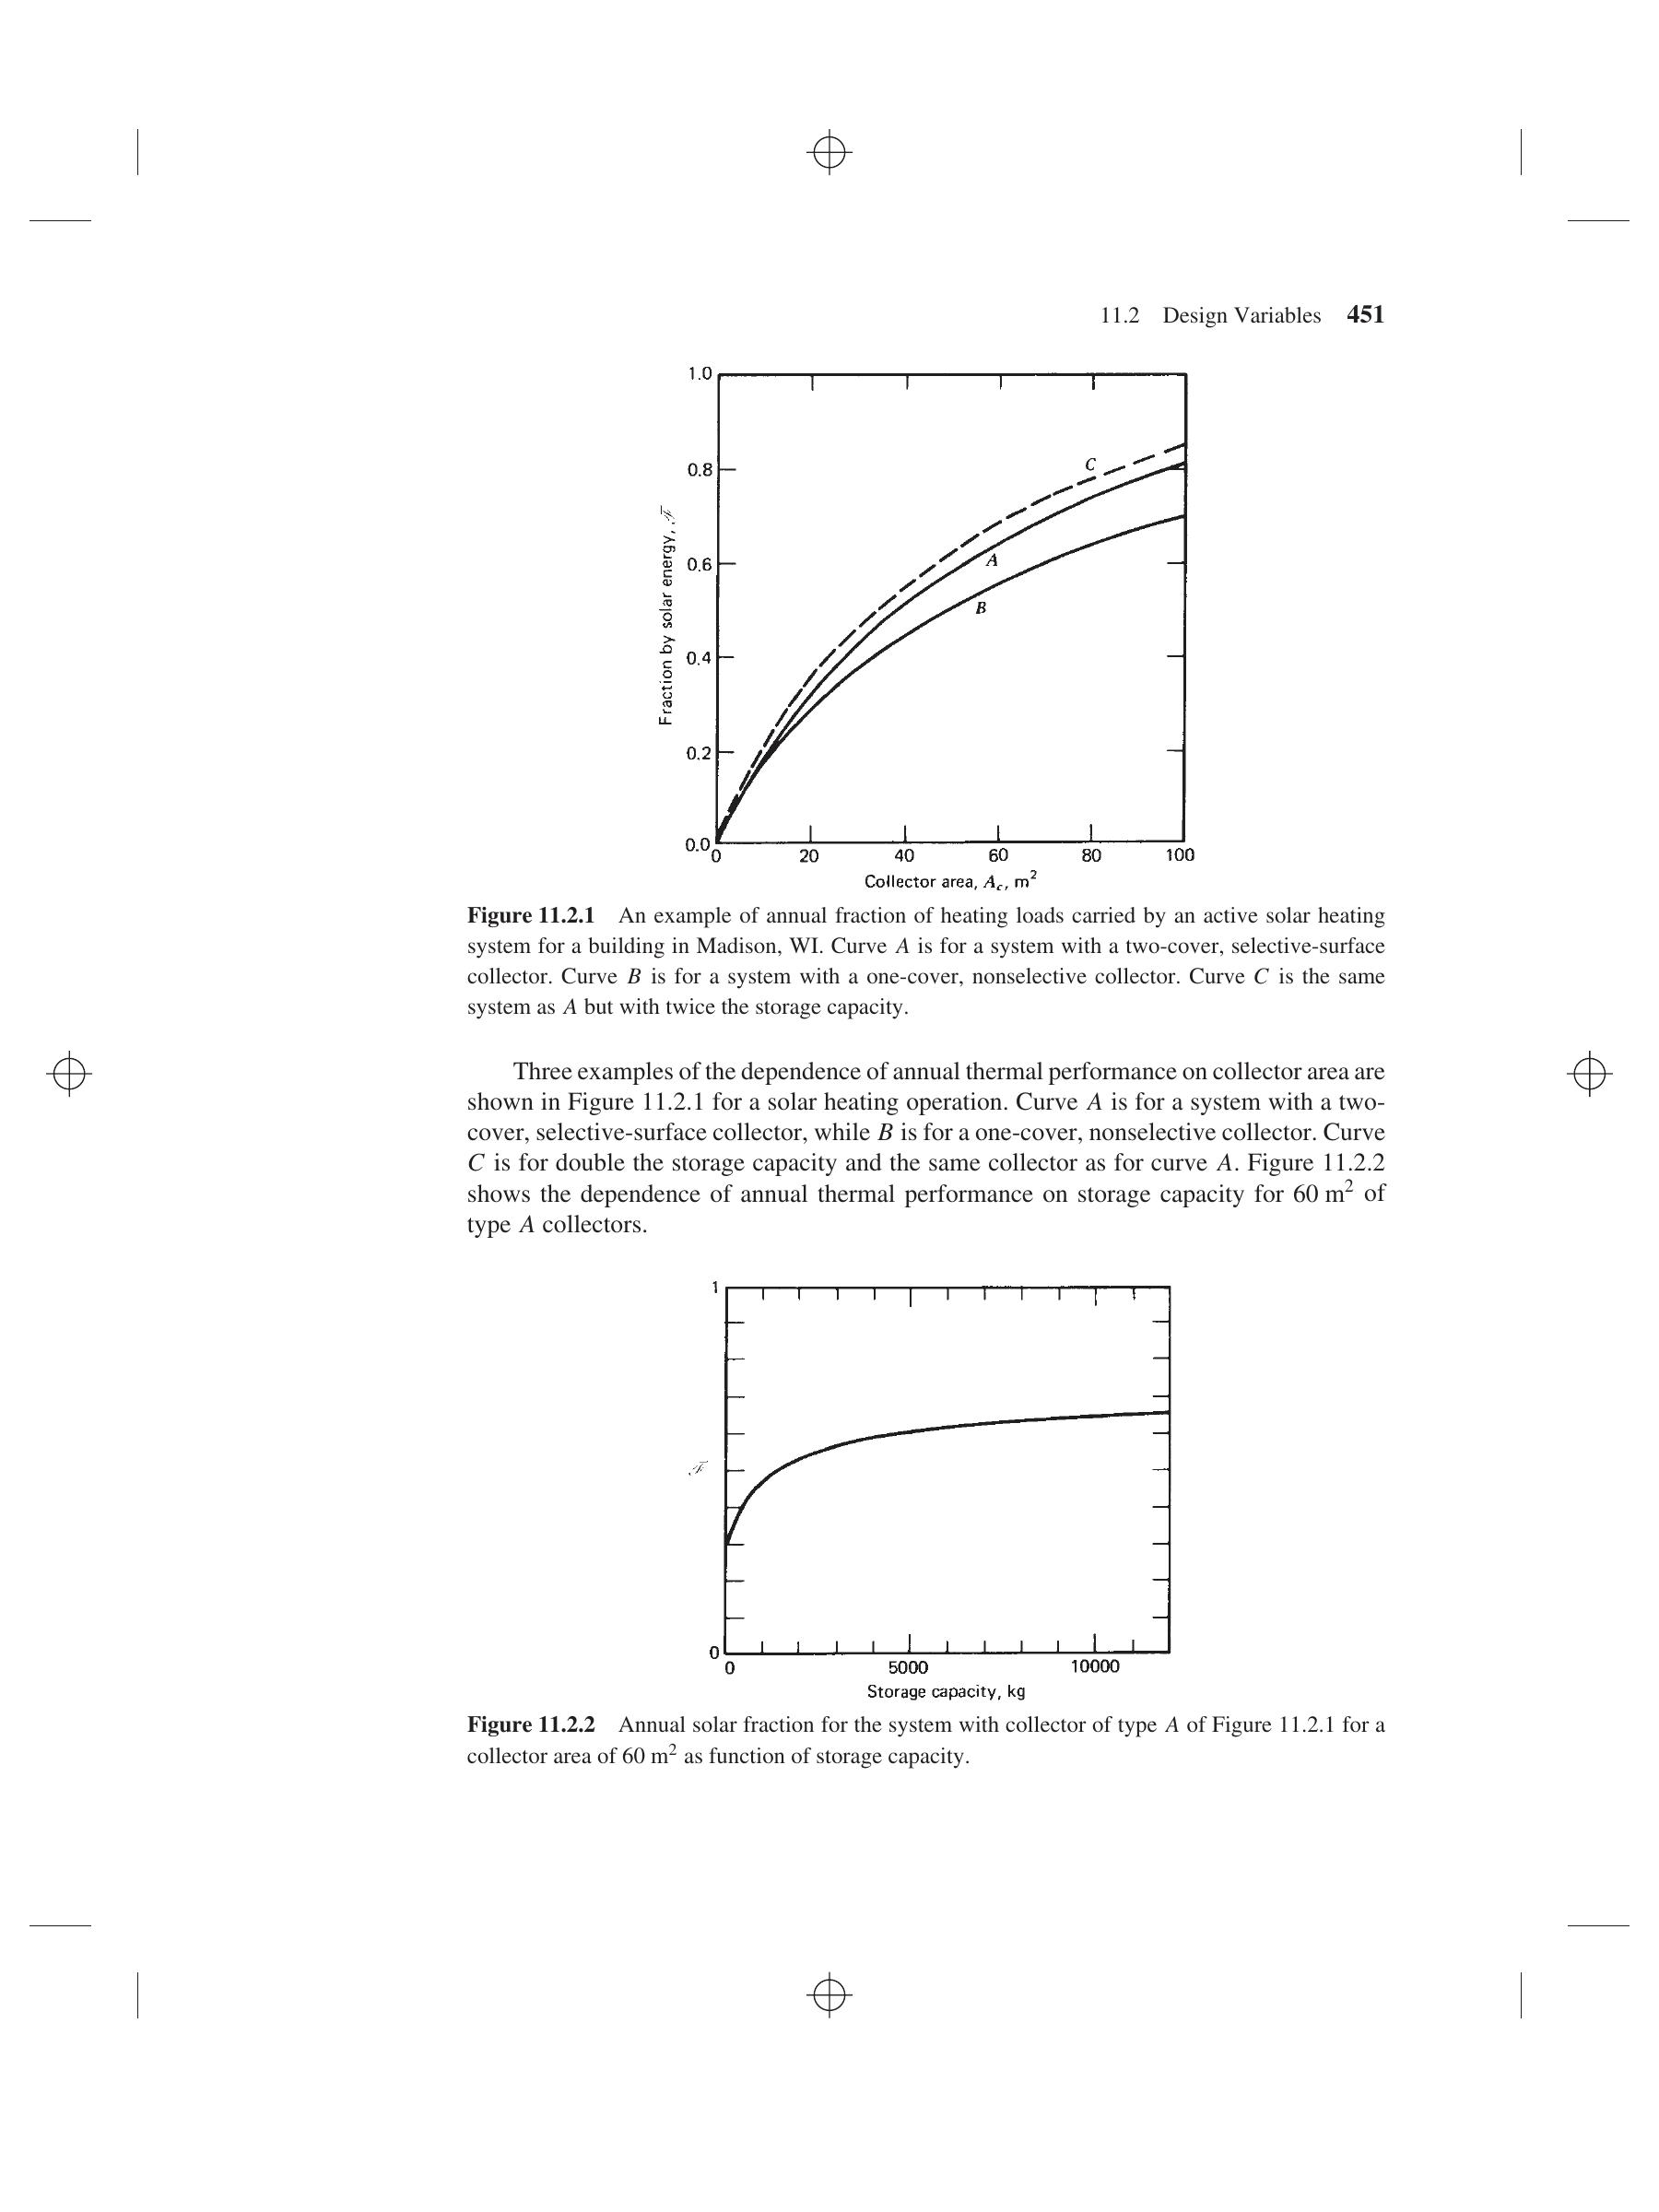 11.2 Design Variables 451
1.0
0.8
0.6
0.4
0.2
0.0
Fraction by solar energy, ℱ
C
A
B
0 20 40 60 80 100
Collector area, Ac, m²
Figure 11.2.1 An example of annual fraction of heating loads carried by an active solar heating
system for a building in Madison, WI. Curve A is for a system with a two-cover, selective-surface
collector. Curve B is for a system with a one-cover, nonselective collector. Curve C is the same
system as A but with twice the storage capacity.
Three examples of the dependence of annual thermal performance on collector area are
shown in Figure 11.2.1 for a solar heating operation. Curve A is for a system with a two-
cover, selective-surface collector, while B is for a one-cover, nonselective collector. Curve
C is for double the storage capacity and the same collector as for curve A. Figure 11.2.2
shows the dependence of annual thermal performance on storage capacity for 60 m² of
type A collectors.
1
ℱ
0
0 5000 10000
Storage capacity, kg
Figure 11.2.2 Annual solar fraction for the system with collector of type A of Figure 11.2.1 for a
collector area of 60 m² as function of storage capacity.